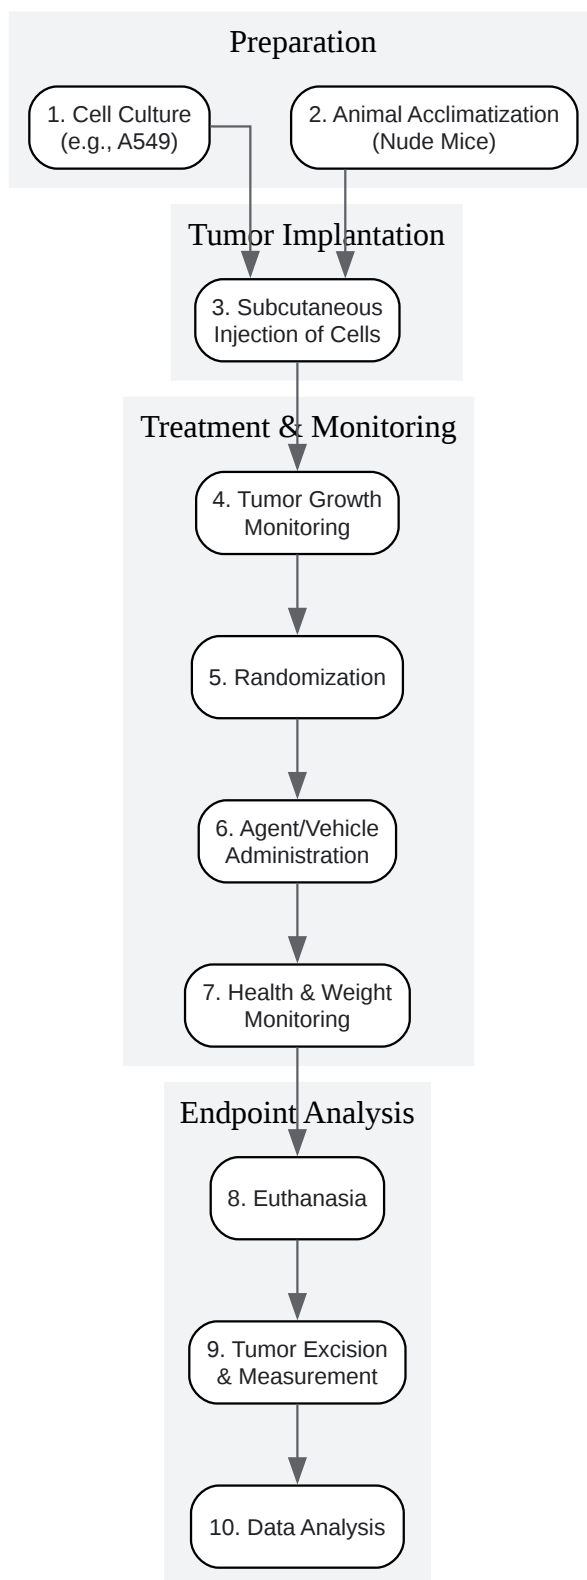 Preparation
1. Cell Culture
(e.g., A549)
2. Animal Acclimatization
(Nude Mice)
Tumor Implantation
3. Subcutaneous
Injection of Cells
Treatment & Monitoring
4. Tumor Growth
Monitoring
5. Randomization
6. Agent/Vehicle
Administration
7. Health & Weight
Monitoring
Endpoint Analysis
8. Euthanasia
9. Tumor Excision
& Measurement
10. Data Analysis